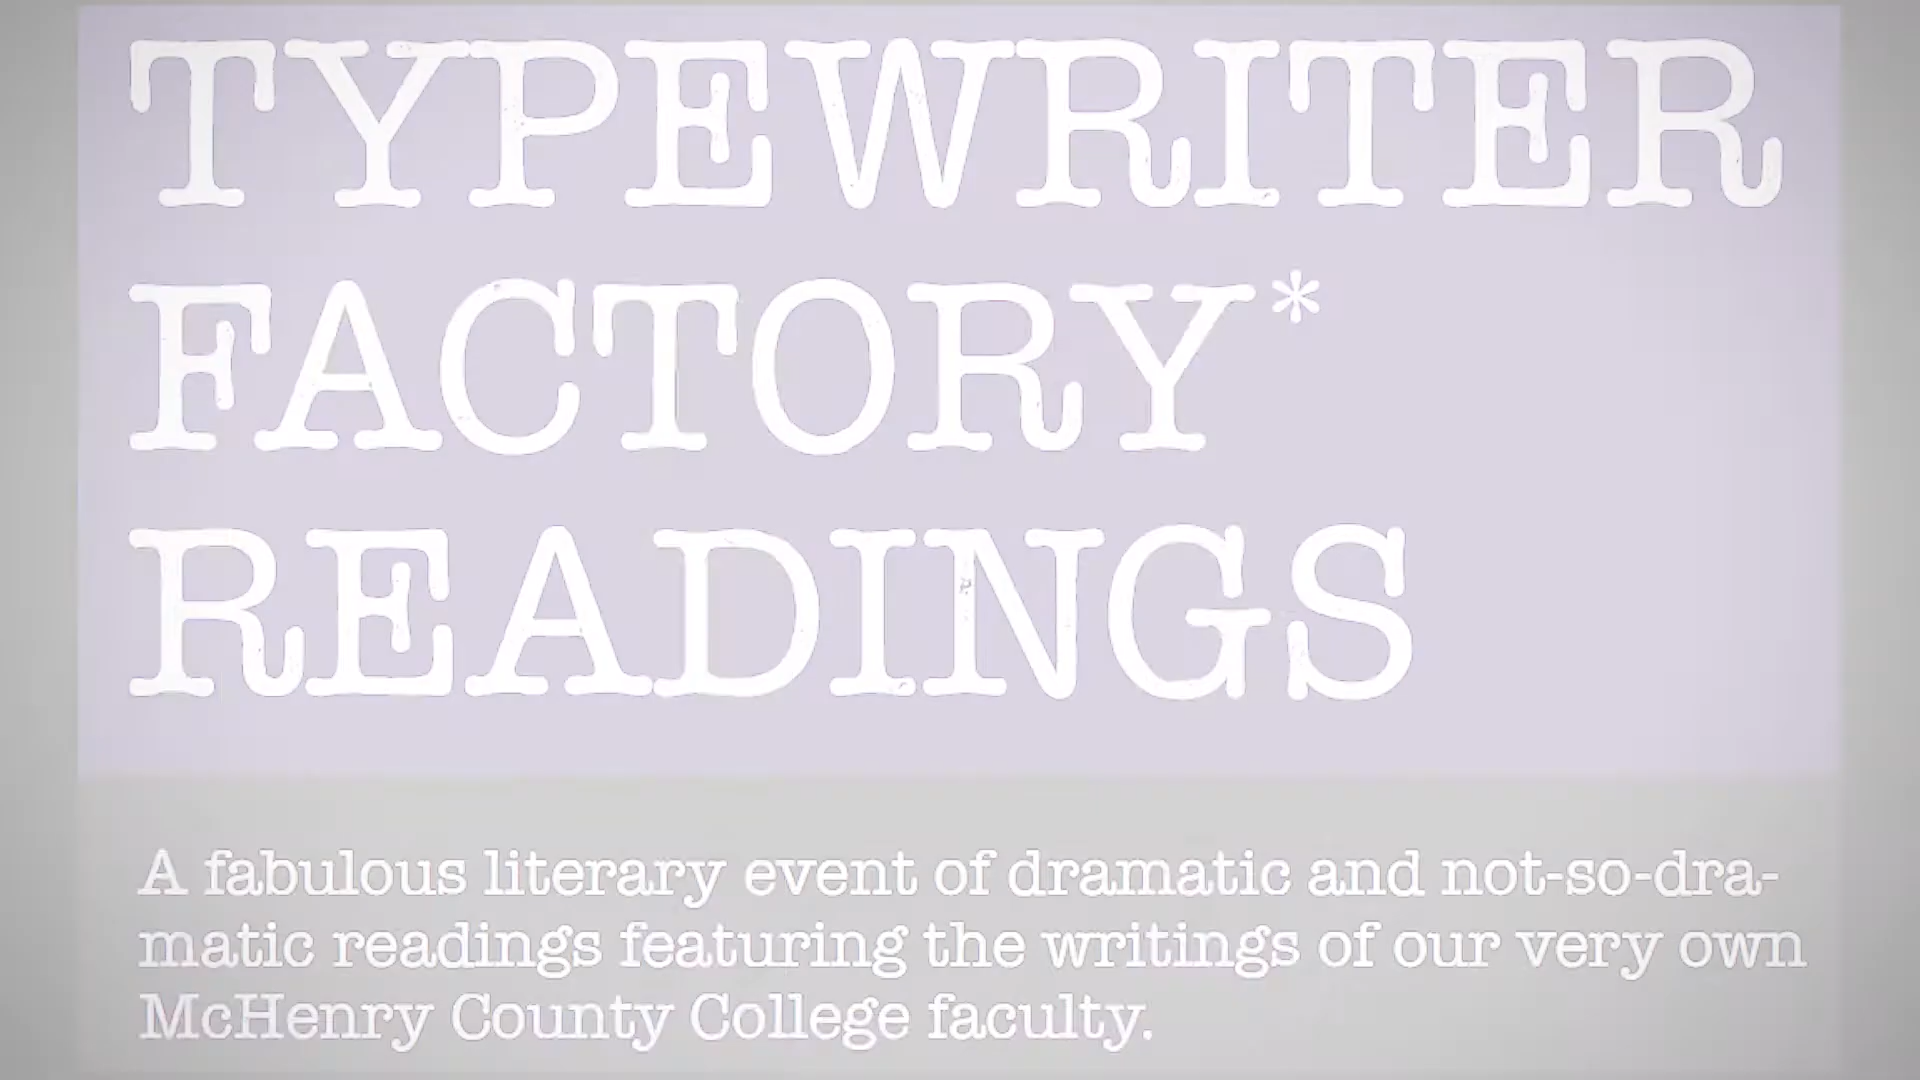 TYPEWRITER
FACTORY*
READINGS
A fabulous literary event of dramatic and not-so-dra-
matic readings featuring the writings of our very own
McHenry County College faculty.